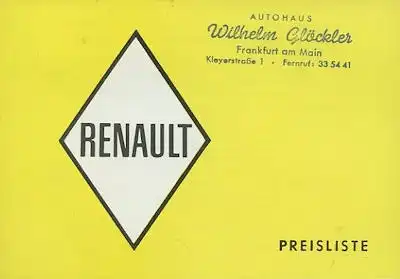 AUTOHAUS
Wilhelm Glöckler
Frankfurt am Main
Kleyerstraße 1 · Fernruf: 33 54 41
RENAULT
PREISLISTE